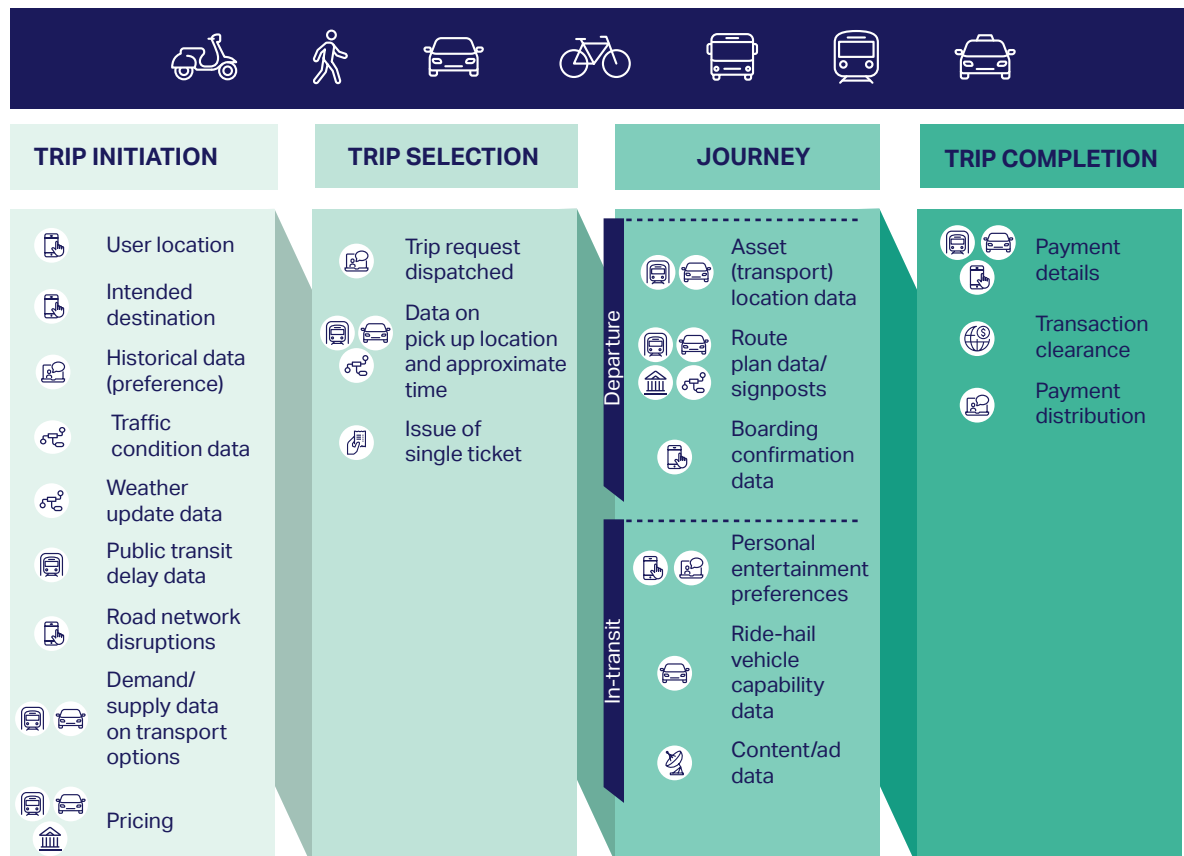 TRIP INITIATION
User location
Intended
destination
Historical data
(preference)
Traffic
condition data
Weather
update data
Public transit
delay data
Road network
disruptions
Demand/
supply data
on transport
options
Pricing
TRIP SELECTION
Trip request
dispatched
Data on
pick up location
and approximate
time
Issue of
single ticket
JOURNEY
Departure
Asset
(transport)
location data
Route
plan data/
signposts
Boarding
confirmation
data
In-transit
Personal
entertainment
preferences
Ride-hail
vehicle
capability
data
Content/ad
data
TRIP COMPLETION
Payment
details
Transaction
clearance
Payment
distribution